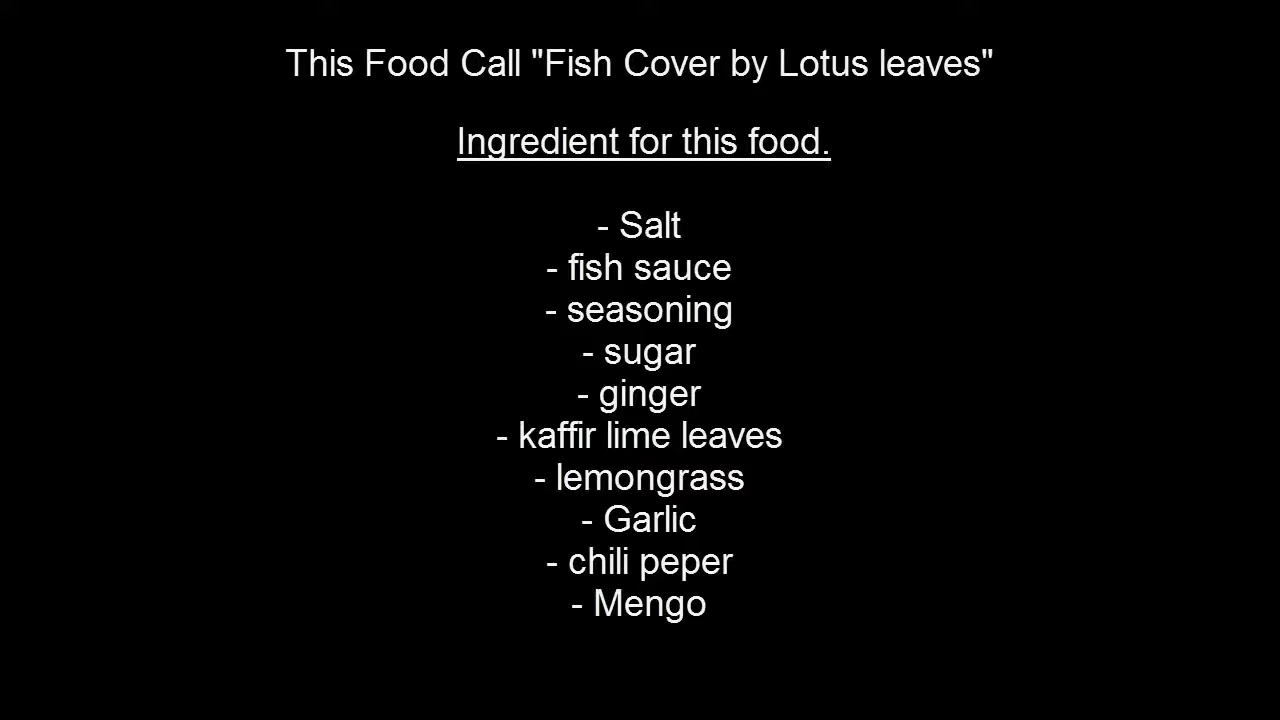 This Food Call "Fish Cover by Lotus leaves"
Ingredient for this food.
- Salt
- fish sauce
- seasoning
- sugar
- ginger
- kaffir lime leaves
- lemongrass
- Garlic
- chili peper
- Mengo